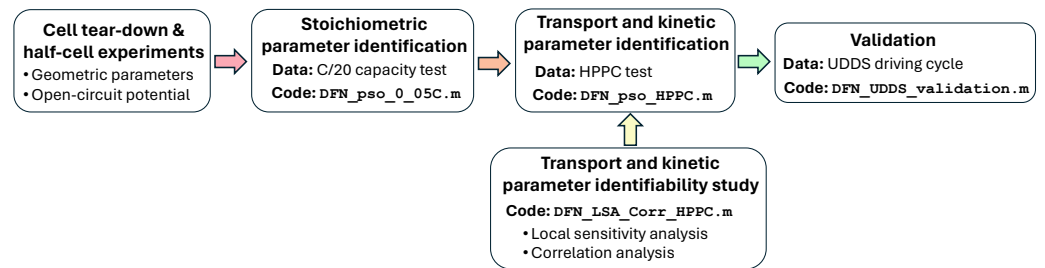 Cell tear-down &
half-cell experiments
• Geometric parameters
• Open-circuit potential
Stoichiometric
parameter identification
Data: C/20 capacity test
Code: DFN_pso_0_05C.m
Transport and kinetic
parameter identification
Data: HPPC test
Code: DFN_pso_HPPC.m
Validation
Data: UDDS driving cycle
Code: DFN_UDDS_validation.m
Transport and kinetic
parameter identifiability study
Code: DFN_LSA_Corr_HPPC.m
• Local sensitivity analysis
• Correlation analysis